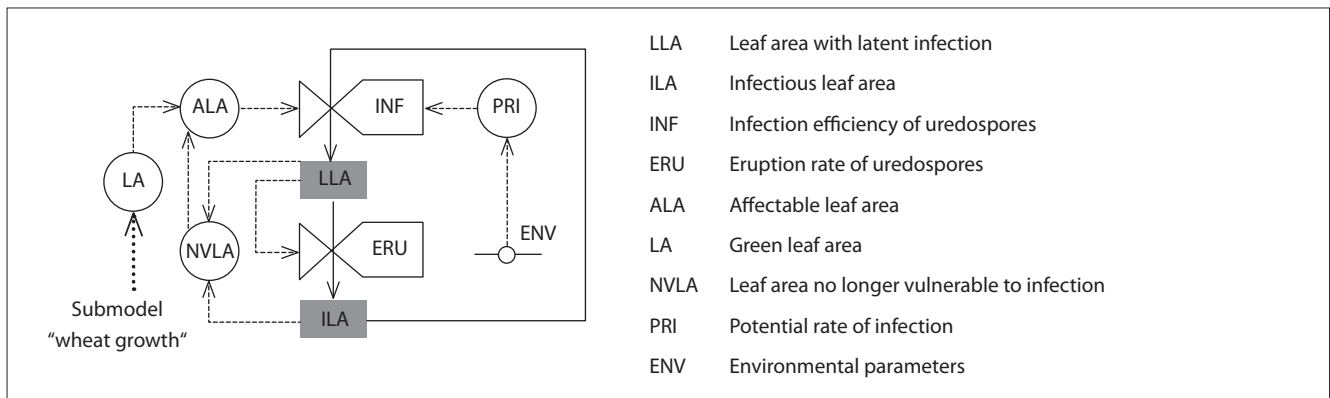 ALA
INF
PRI
LA
LLA
NVLA
ERU
ENV
ILA
Submodel
“wheat growth“
LLA Leaf area with latent infection
ILA Infectious leaf area
INF Infection efficiency of uredospores
ERU Eruption rate of uredospores
ALA Affectable leaf area
LA Green leaf area
NVLA Leaf area no longer vulnerable to infection
PRI Potential rate of infection
ENV Environmental parameters